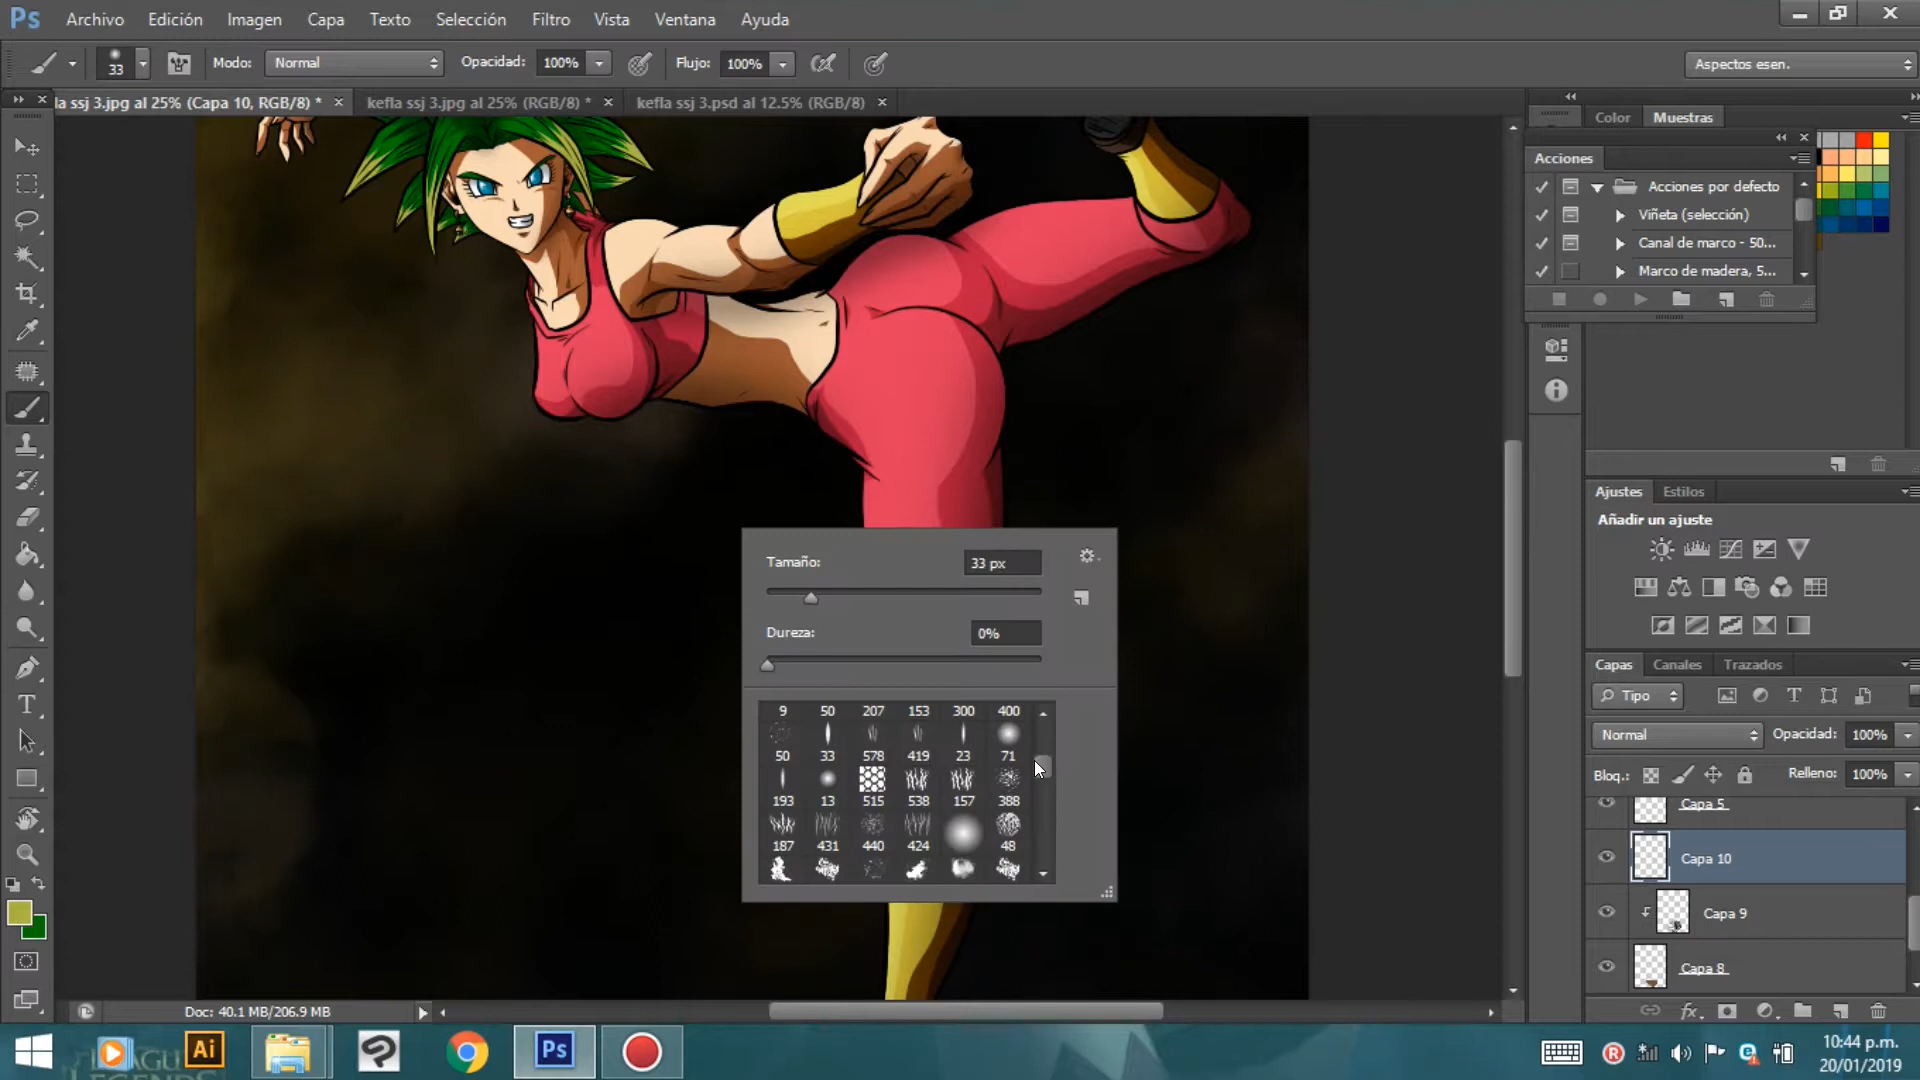 Ps Archivo Edición Imagen Capa Texto Selección Filtro Vista Ventana Ayuda
33 Modo: Normal Opacidad: 100% Flujo: 100% Aspectos esen.
la ssj 3.jpg al 25% (Capa 10, RGB/8) * kefla ssj 3.jpg al 25% (RGB/8) * kefla ssj 3.psd al 12.5% (RGB/8)
Color Muestras
Acciones
Acciones por defecto
Viñeta (selección)
Canal de marco - 50...
Marco de madera, 5...
Ajustes Estilos
Añadir un ajuste
Tamaño: 33 px
Dureza: 0%
9 50 207 153 300 400
50 33 578 419 23 71
193 13 515 538 157 388
187 431 440 424 48
Capas Canales Trazados
Tipo
Normal Opacidad: 100%
Bloq.: Relleno: 100%
Capa 5
Capa 10
Capa 9
Capa 8
Doc: 40.1 MB/206.9 MB
Ai Ps
10:44 p.m.
20/01/2019